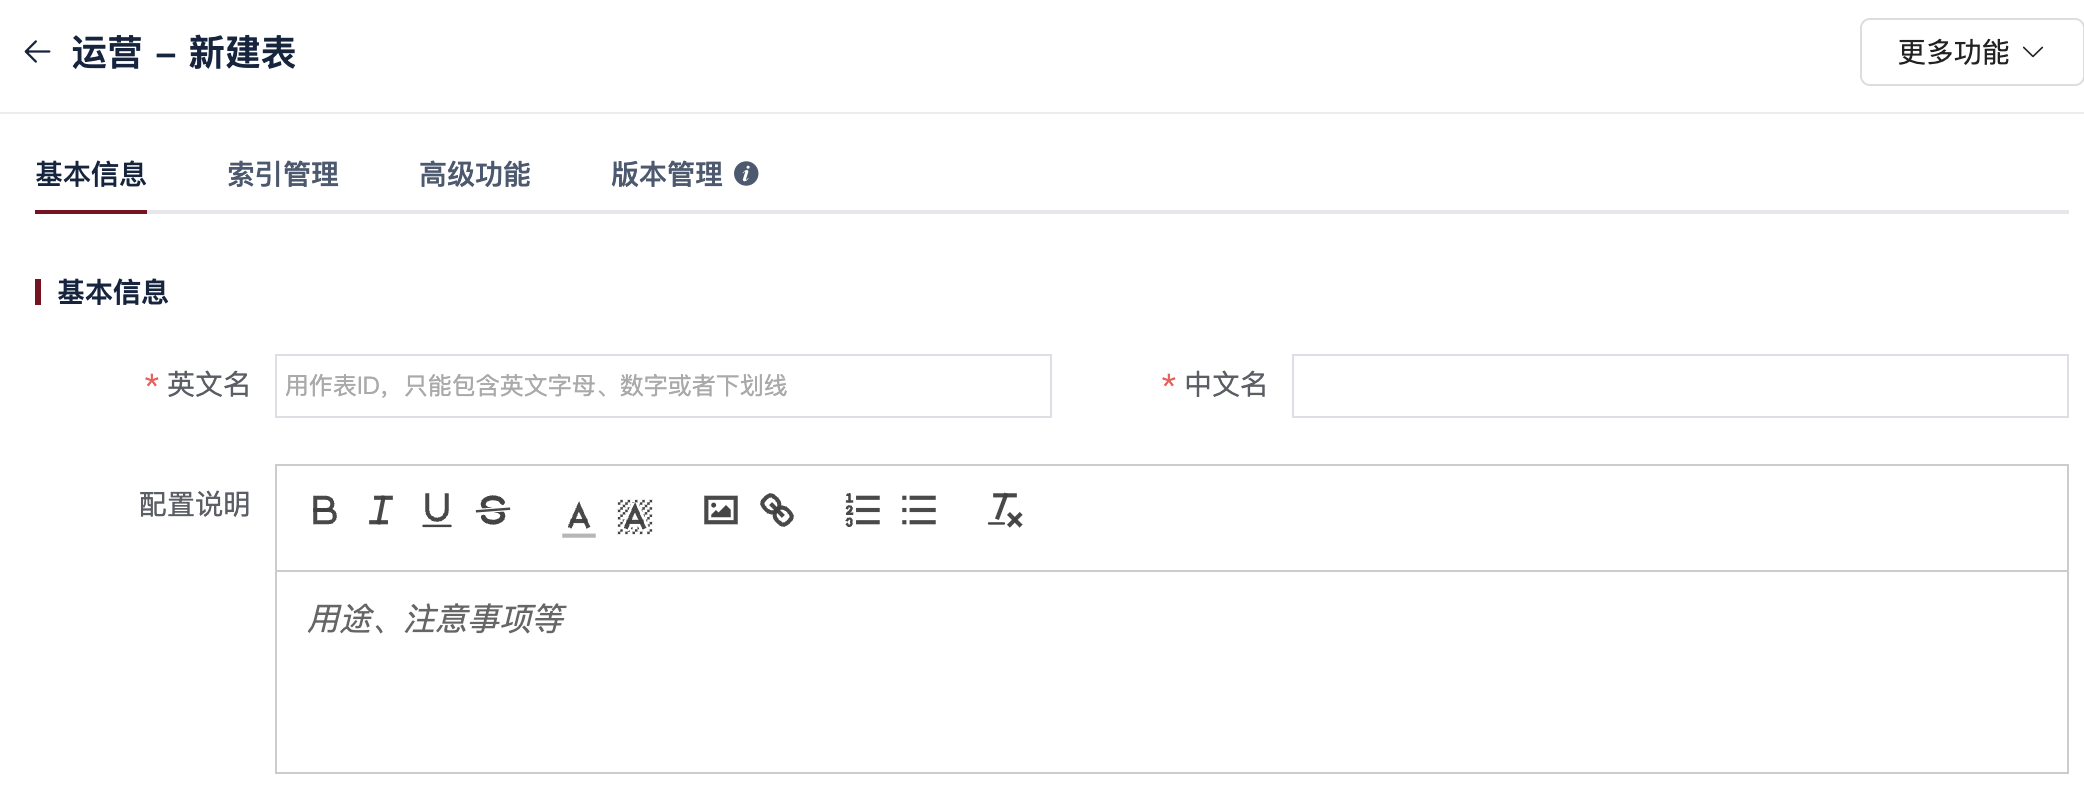 运营 – 新建表
更多功能
基本信息 索引管理 高级功能 版本管理
基本信息
* 英文名 用作表ID，只能包含英文字母、数字或者下划线 * 中文名
配置说明
用途、注意事项等